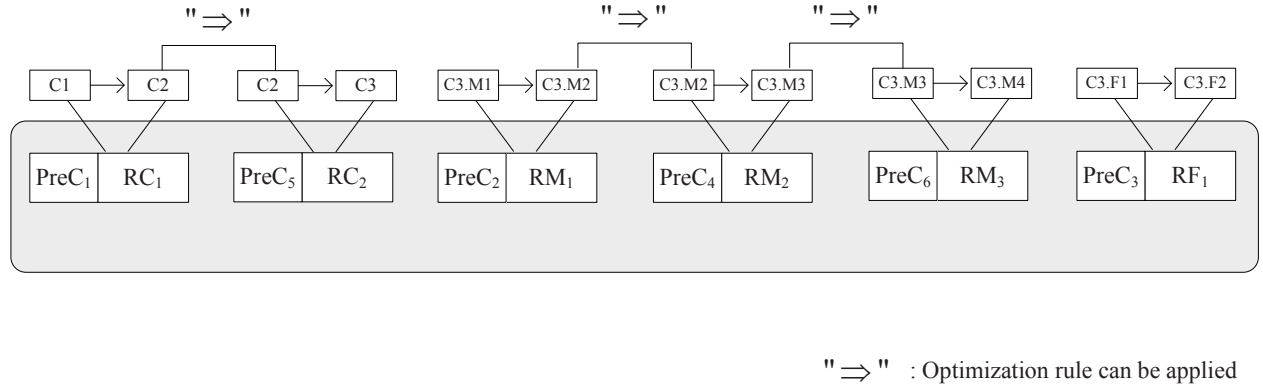 "⇒" "⇒" "⇒"
C1 C2 C2 C3 C3.M1 C3.M2 C3.M2 C3.M3 C3.M3 C3.M4 C3.F1 C3.F2
PreC₁ RC₁ PreC₅ RC₂ PreC₂ RM₁ PreC₄ RM₂ PreC₆ RM₃ PreC₃ RF₁
"⇒" : Optimization rule can be applied